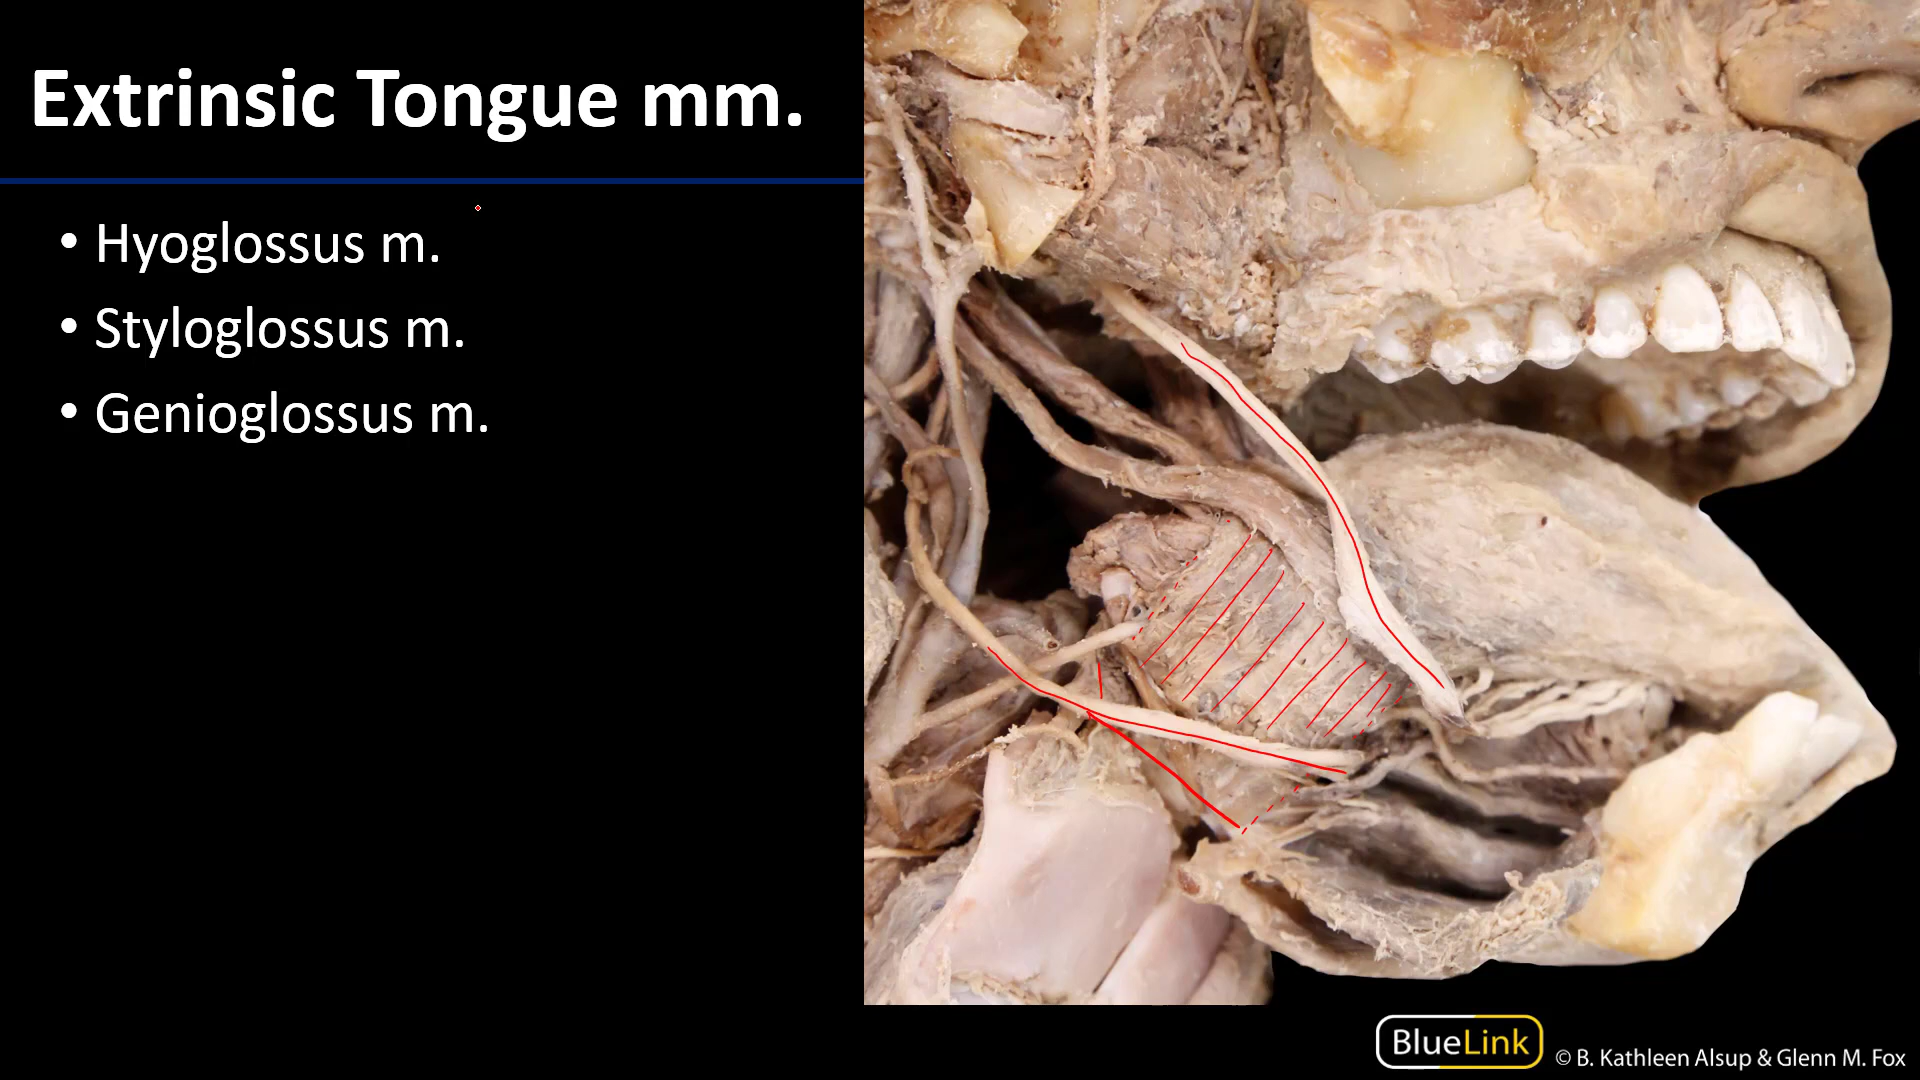 Extrinsic Tongue mm.
• Hyoglossus m.
• Styloglossus m.
• Genioglossus m.
BlueLink
© B. Kathleen Alsup & Glenn M. Fox